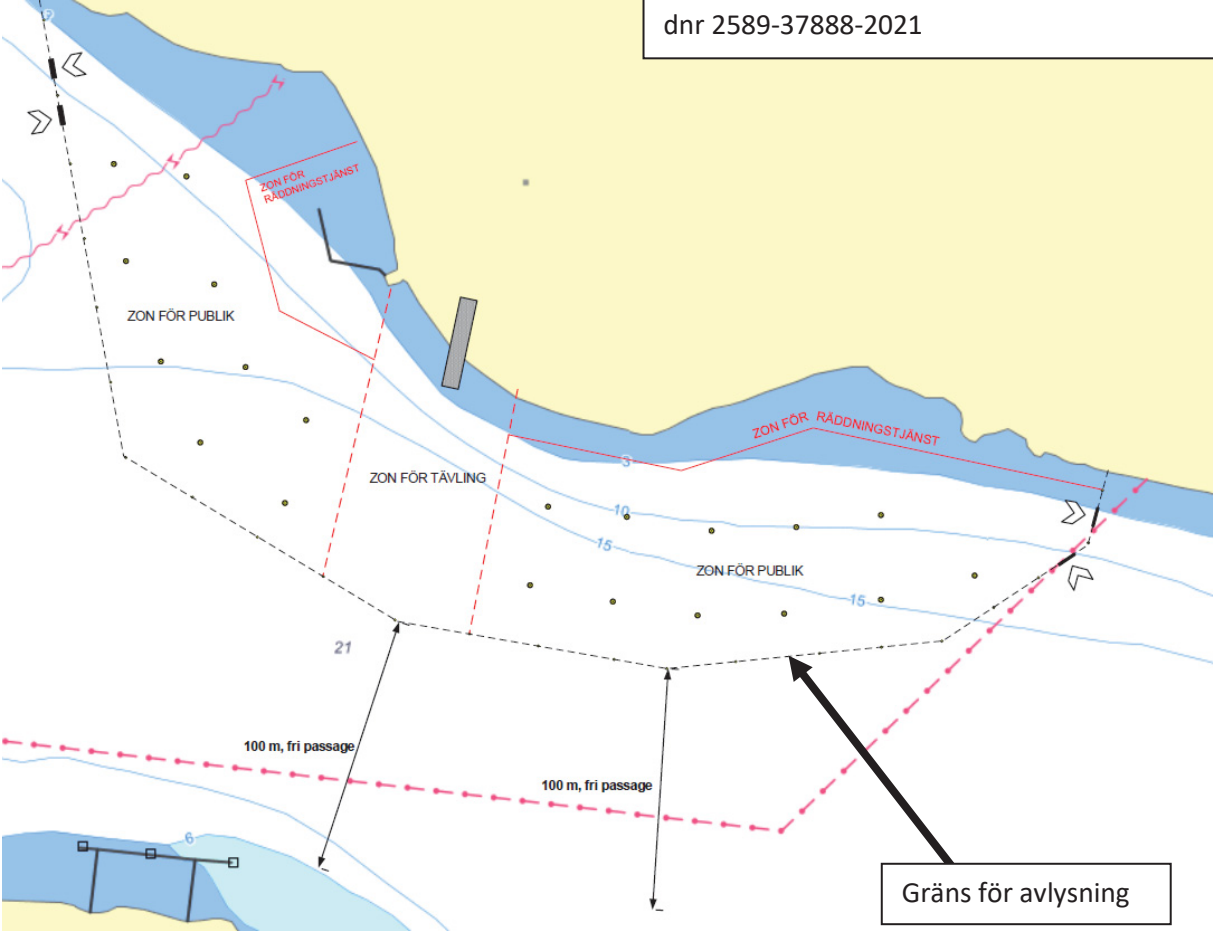 dnr 2589-37888-2021
ZON FÖR
RÄDDNINGSTJÄNST
ZON FÖR PUBLIK
ZON FÖR RÄDDNINGSTJÄNST
3
ZON FÖR TÄVLING
10
15
ZON FÖR PUBLIK
15
21
100 m, fri passage
100 m, fri passage
6
Gräns för avlysning